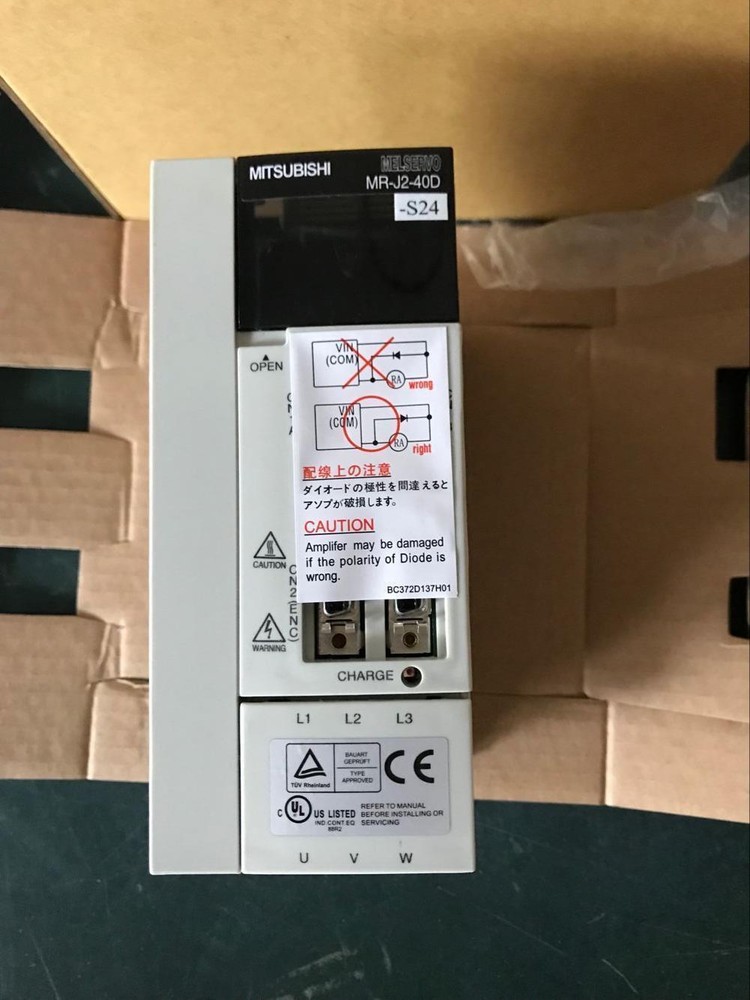 MITSUBISHI
MELSERVO
MR-J2-40D
-S24
OPEN
VIN
(COM)
RA
wrong
VIN
(COM)
RA
right
配線上の注意
ダイオードの極性を間違えると
アンプが破損します。
CAUTION
Amplifer may be damaged
if the polarity of Diode is
wrong.
BC372D137H01
CAUTION
CN2(ENC)
WARNING
CHARGE
L1 L2 L3
TÜV Rheinland
BAUART
GEPRÜFT
TYPE
APPROVED
CE
C UL US LISTED
IND.CONT.EQ.
88R2
REFER TO MANUAL
BEFORE INSTALLING OR
SERVICING
U V W